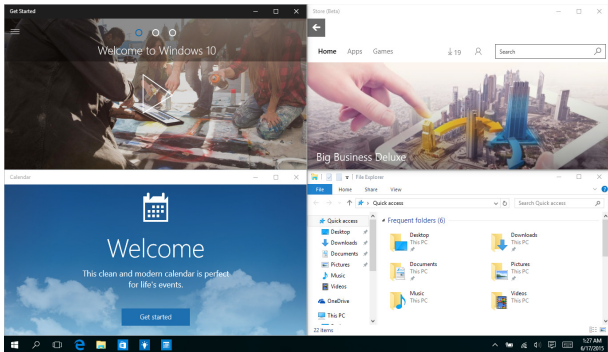 Get Started
Welcome to Windows 10
Store (Beta)
Home Apps Games 19 Search
Big Business Deluxe
Calendar
Welcome
This clean and modern calendar is perfect
for life's events.
Get started
File Explorer
File Home Share View
Quick access Search Quick access
Quick access
Desktop
Downloads
Documents
Pictures
Music
Videos
OneDrive
This PC
Frequent folders (6)
Desktop
This PC
Downloads
This PC
Documents
This PC
Pictures
This PC
Music
This PC
Videos
This PC
22 items
1:27 AM
6/17/2015